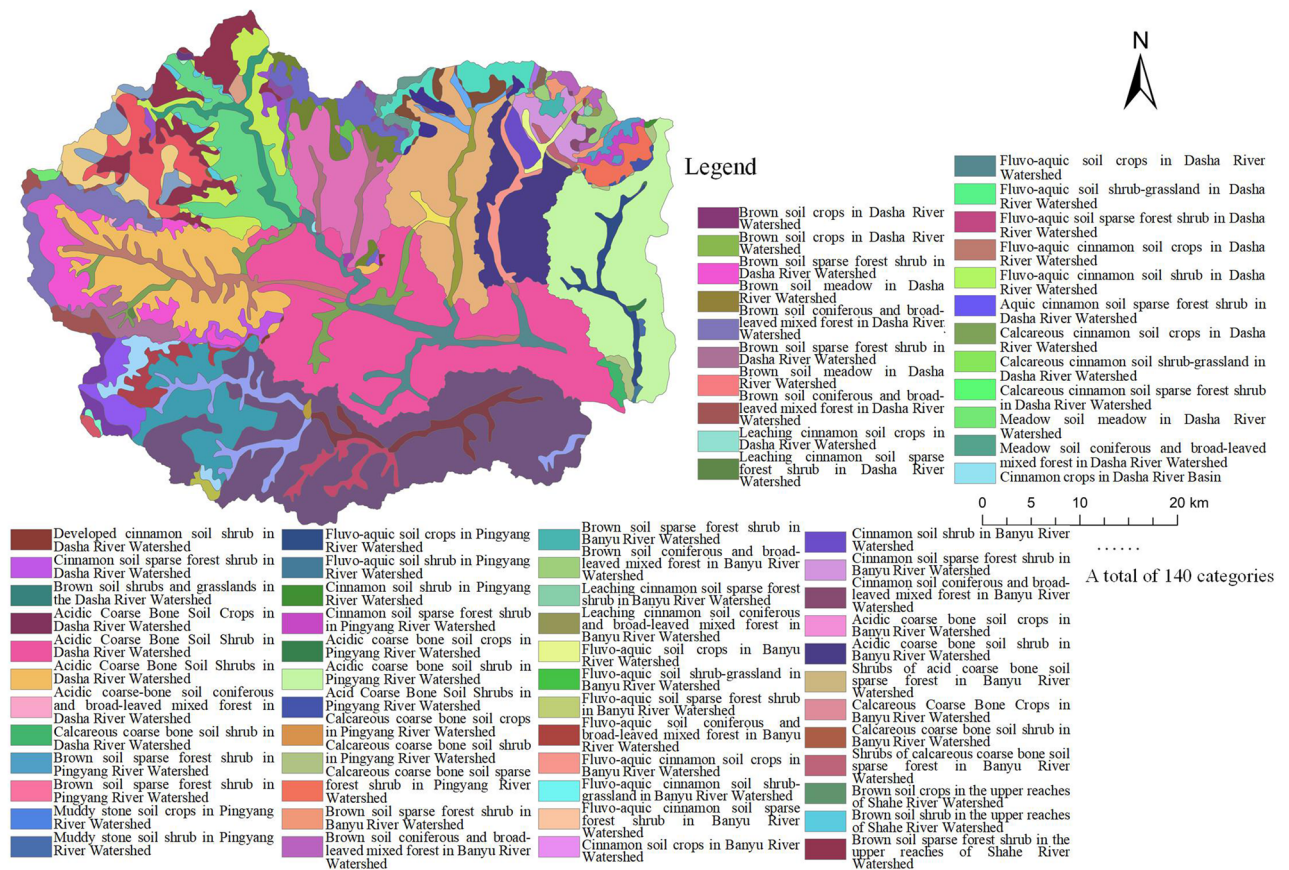 N
Legend
Brown soil crops in Dasha River
Watershed
Brown soil crops in Dasha River
Watershed
Brown soil sparse forest shrub in
Dasha River Watershed
Brown soil meadow in Dasha
River Watershed
Brown soil coniferous and broad-
leaved mixed forest in Dasha River
Watershed
Brown soil sparse forest shrub in
Dasha River Watershed
Brown soil meadow in Dasha
River Watershed
Brown soil coniferous and broad-
leaved mixed forest in Dasha River
Watershed
Leaching cinnamon soil crops in
Dasha River Watershed
Leaching cinnamon soil sparse
forest shrub in Dasha River
Watershed
Fluvo-aquic soil crops in Dasha River
Watershed
Fluvo-aquic soil shrub-grassland in Dasha
River Watershed
Fluvo-aquic soil sparse forest shrub in Dasha
River Watershed
Fluvo-aquic cinnamon soil crops in Dasha
River Watershed
Fluvo-aquic cinnamon soil shrub in Dasha
River Watershed
Aquic cinnamon soil sparse forest shrub in
Dasha River Watershed
Calcareous cinnamon soil crops in Dasha
River Watershed
Calcareous cinnamon soil shrub-grassland in
Dasha River Watershed
Calcareous cinnamon soil sparse forest shrub
in Dasha River Watershed
Meadow soil meadow in Dasha River
Watershed
Meadow soil coniferous and broad-leaved
mixed forest in Dasha River Watershed
Cinnamon crops in Dasha River Basin
0 5 10 20 km
Developed cinnamon soil shrub in
Dasha River Watershed
Cinnamon soil sparse forest shrub in
Dasha River Watershed
Brown soil shrubs and grasslands in
the Dasha River Watershed
Acidic Coarse Bone Soil Crops in
Dasha River Watershed
Acidic Coarse Bone Soil Shrub in
Dasha River Watershed
Acidic Coarse Bone Soil Shrubs in
Dasha River Watershed
Acidic coarse-bone soil coniferous
and broad-leaved mixed forest in
Dasha River Watershed
Calcareous coarse bone soil shrub in
Dasha River Watershed
Brown soil sparse forest shrub in
Pingyang River Watershed
Brown soil sparse forest shrub in
Pingyang River Watershed
Muddy stone soil crops in Pingyang
River Watershed
Muddy stone soil shrub in Pingyang
River Watershed
Fluvo-aquic soil crops in Pingyang
River Watershed
Fluvo-aquic soil shrub in Pingyang
River Watershed
Cinnamon soil shrub in Pingyang
River Watershed
Cinnamon soil sparse forest shrub
in Pingyang River Watershed
Acidic coarse bone soil crops in
Pingyang River Watershed
Acidic coarse bone soil shrub in
Pingyang River Watershed
Acid Coarse Bone Soil Shrubs in
Pingyang River Watershed
Calcareous coarse bone soil crops
in Pingyang River Watershed
Calcareous coarse bone soil shrub
in Pingyang River Watershed
Calcareous coarse bone soil sparse
forest shrub in Pingyang River
Watershed
Brown soil sparse forest shrub in
Banyu River Watershed
Brown soil coniferous and broad-
leaved mixed forest in Banyu River
Watershed
Brown soil sparse forest shrub in
Banyu River Watershed
Brown soil coniferous and broad-
leaved mixed forest in Banyu River
Watershed
Leaching cinnamon soil sparse forest
shrub in Banyu River Watershed
Leaching cinnamon soil coniferous
and broad-leaved mixed forest in
Banyu River Watershed
Fluvo-aquic soil crops in Banyu
River Watershed
Fluvo-aquic soil shrub-grassland in
Banyu River Watershed
Fluvo-aquic soil sparse forest shrub
in Banyu River Watershed
Fluvo-aquic soil coniferous and
broad-leaved mixed forest in Banyu
River Watershed
Fluvo-aquic cinnamon soil crops in
Banyu River Watershed
Fluvo-aquic cinnamon soil shrub-
grassland in Banyu River Watershed
Fluvo-aquic cinnamon soil sparse
forest shrub in Banyu River
Watershed
Cinnamon soil crops in Banyu River
Watershed
Cinnamon soil shrub in Banyu River
Watershed
Cinnamon soil sparse forest shrub in
Banyu River Watershed
Cinnamon soil coniferous and broad-
leaved mixed forest in Banyu River
Watershed
Acidic coarse bone soil crops in
Banyu River Watershed
Acidic coarse bone soil shrub in
Banyu River Watershed
Shrubs of acid coarse bone soil
sparse forest in Banyu River
Watershed
Calcareous Coarse Bone Crops in
Banyu River Watershed
Calcareous coarse bone soil shrub in
Banyu River Watershed
Shrubs of calcareous coarse bone soil
sparse forest in Banyu River
Watershed
Brown soil crops in the upper reaches
of Shahe River Watershed
Brown soil shrub in the upper reaches
of Shahe River Watershed
Brown soil sparse forest shrub in the
upper reaches of Shahe River
Watershed
......
A total of 140 categories